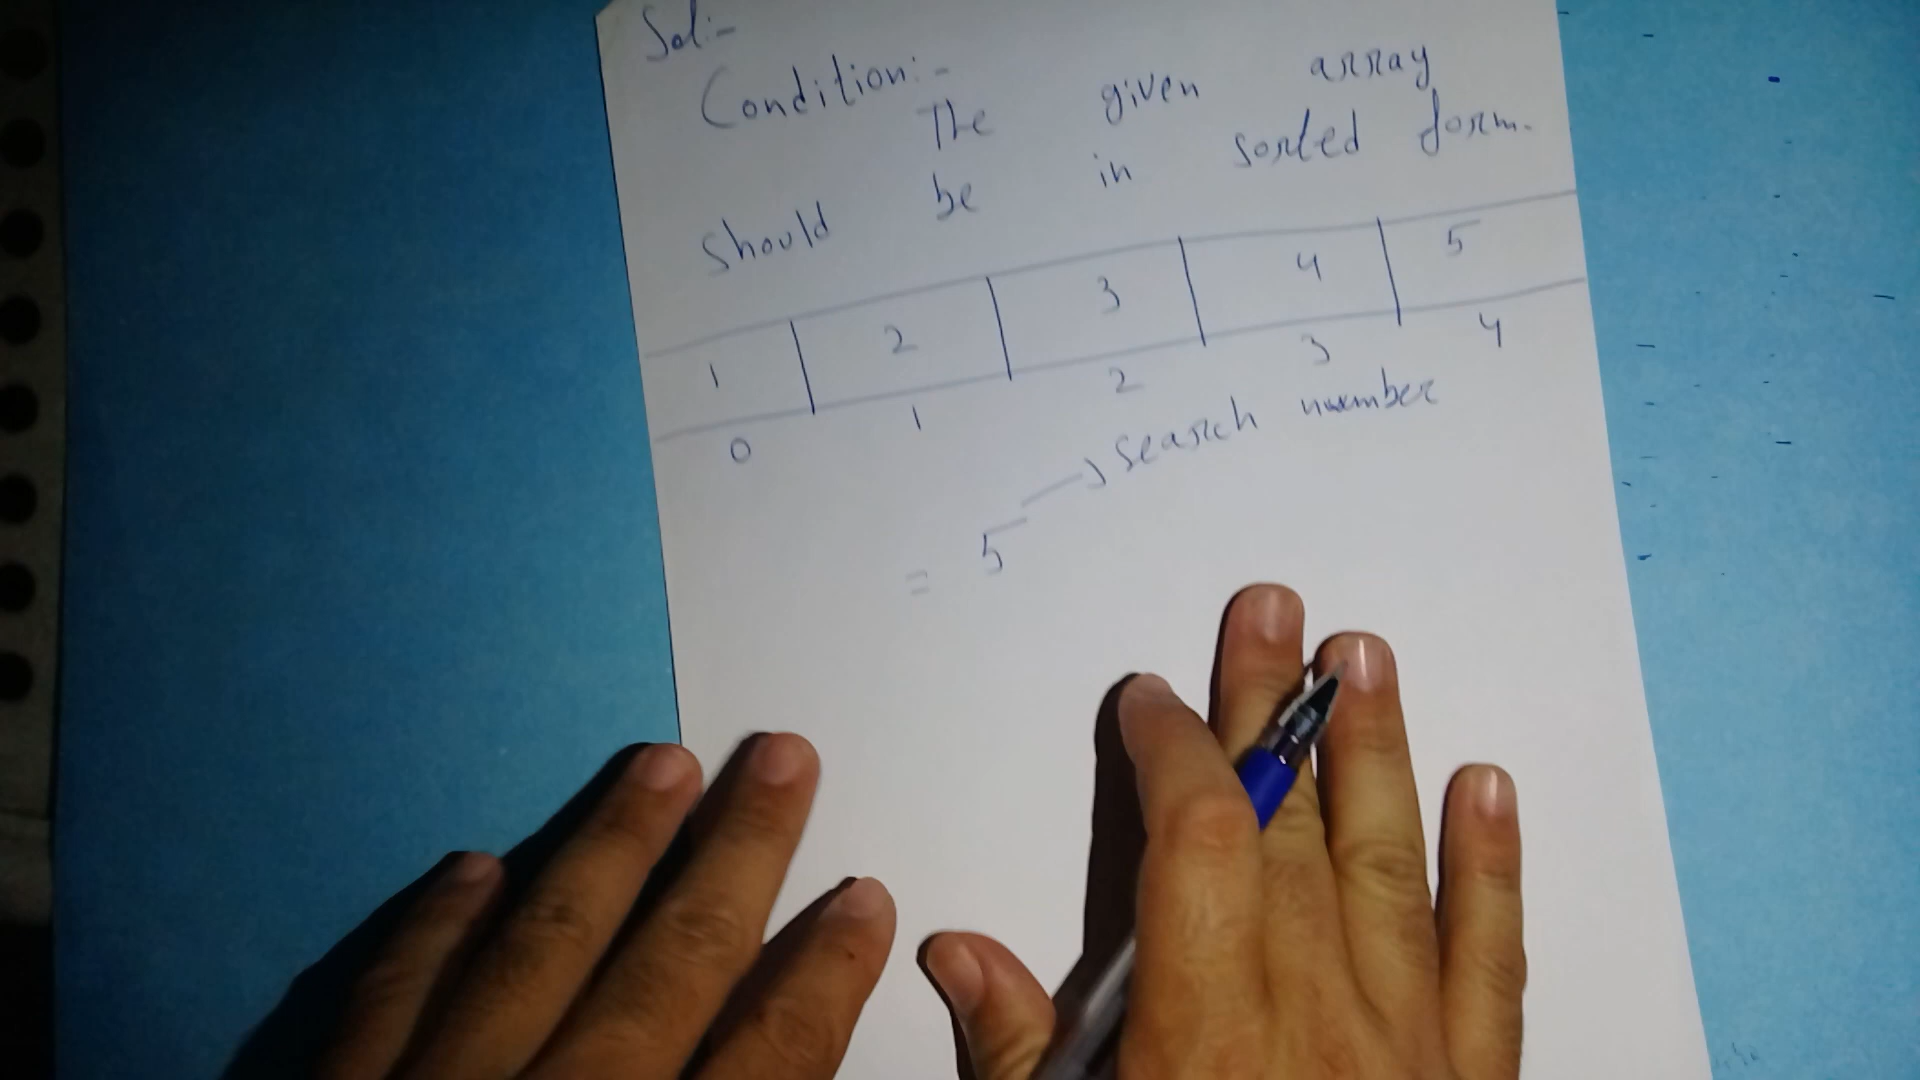 Sol:-
Condition:-
The given array
should be in sorted form.
1 2 3 4 5
0 1 2 3 4
search number
= 5